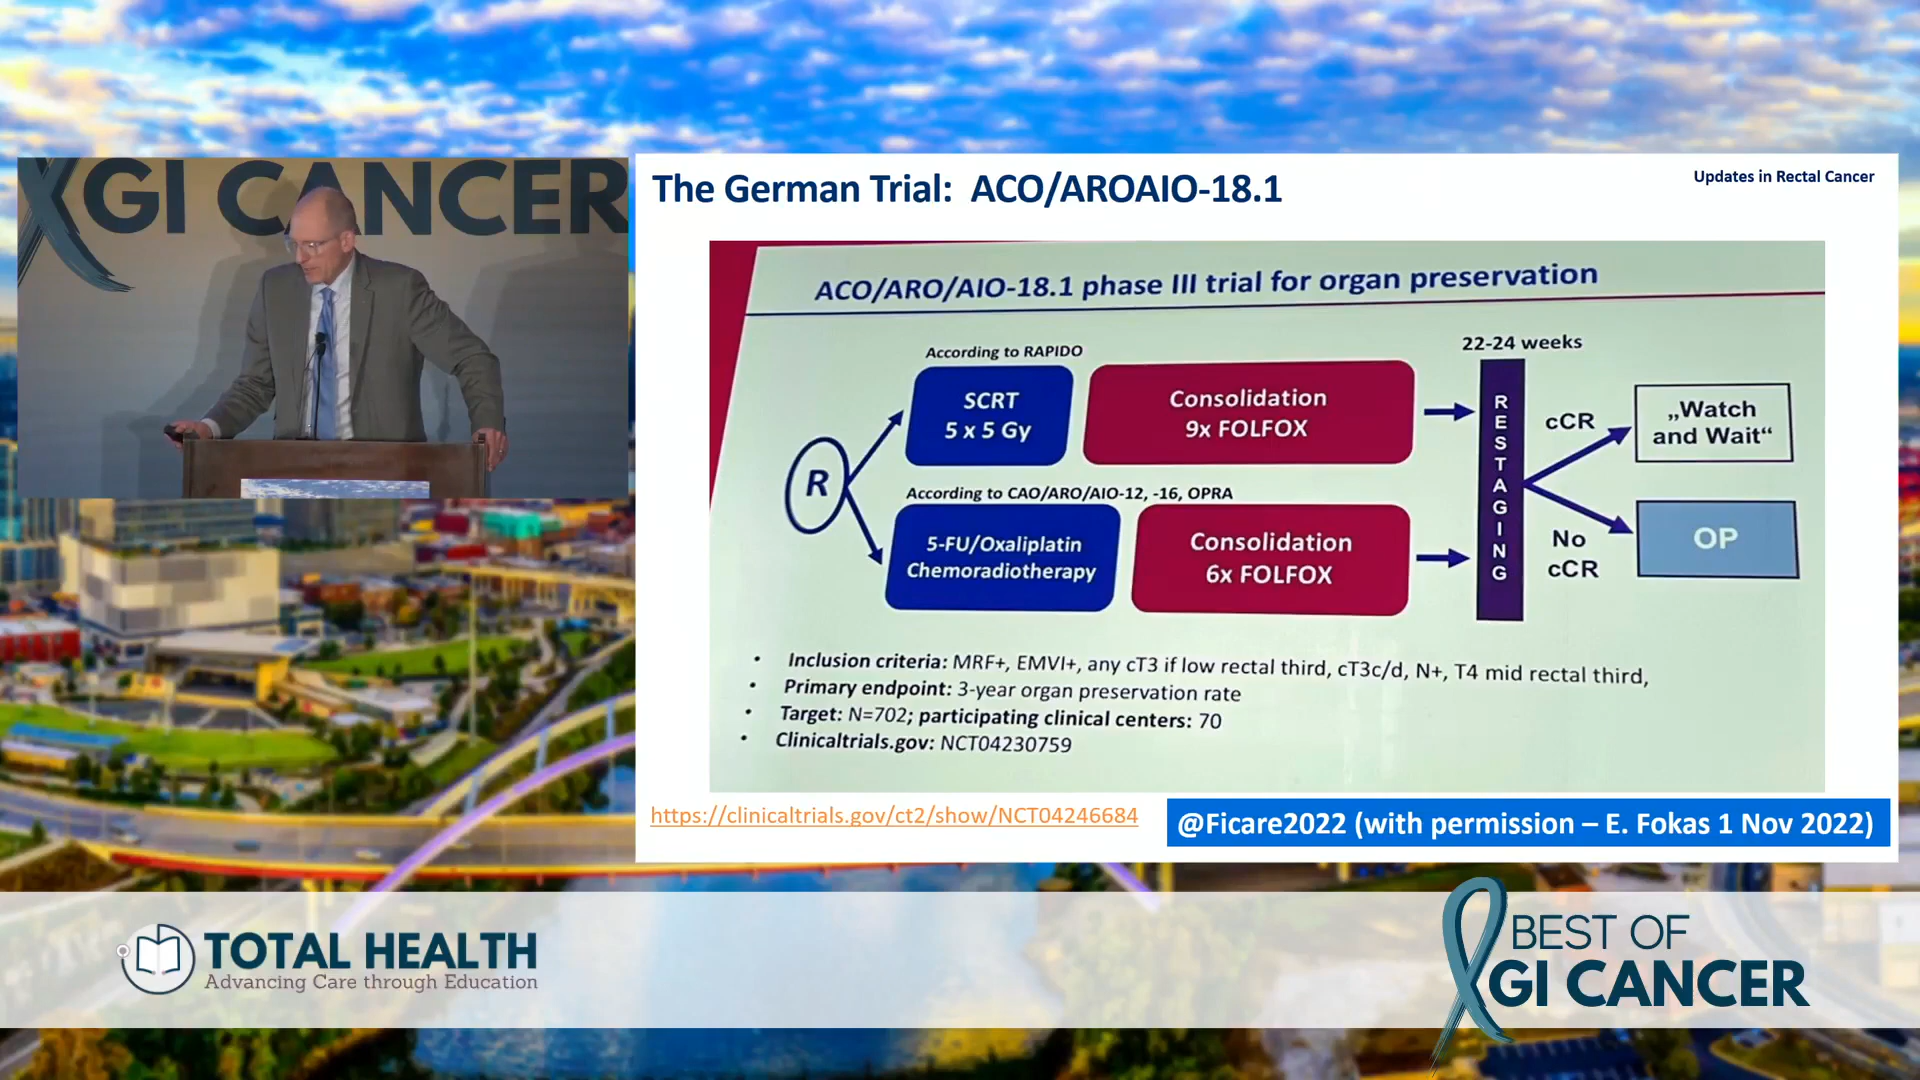 GI CANCER
The German Trial: ACO/AROAIO-18.1
Updates in Rectal Cancer
ACO/ARO/AIO-18.1 phase III trial for organ preservation
According to RAPIDO
SCRT
5 x 5 Gy
Consolidation
9x FOLFOX
22-24 weeks
R
According to CAO/ARO/AIO-12, -16, OPRA
5-FU/Oxaliplatin
Chemoradiotherapy
Consolidation
6x FOLFOX
RESTAGING
cCR
„Watch
and Wait“
No
cCR
OP
• Inclusion criteria: MRF+, EMVI+, any cT3 if low rectal third, cT3c/d, N+, T4 mid rectal third,
• Primary endpoint: 3-year organ preservation rate
• Target: N=702; participating clinical centers: 70
• Clinicaltrials.gov: NCT04230759
https://clinicaltrials.gov/ct2/show/NCT04246684
@Ficare2022 (with permission – E. Fokas 1 Nov 2022)
TOTAL HEALTH
Advancing Care through Education
BEST OF
GI CANCER